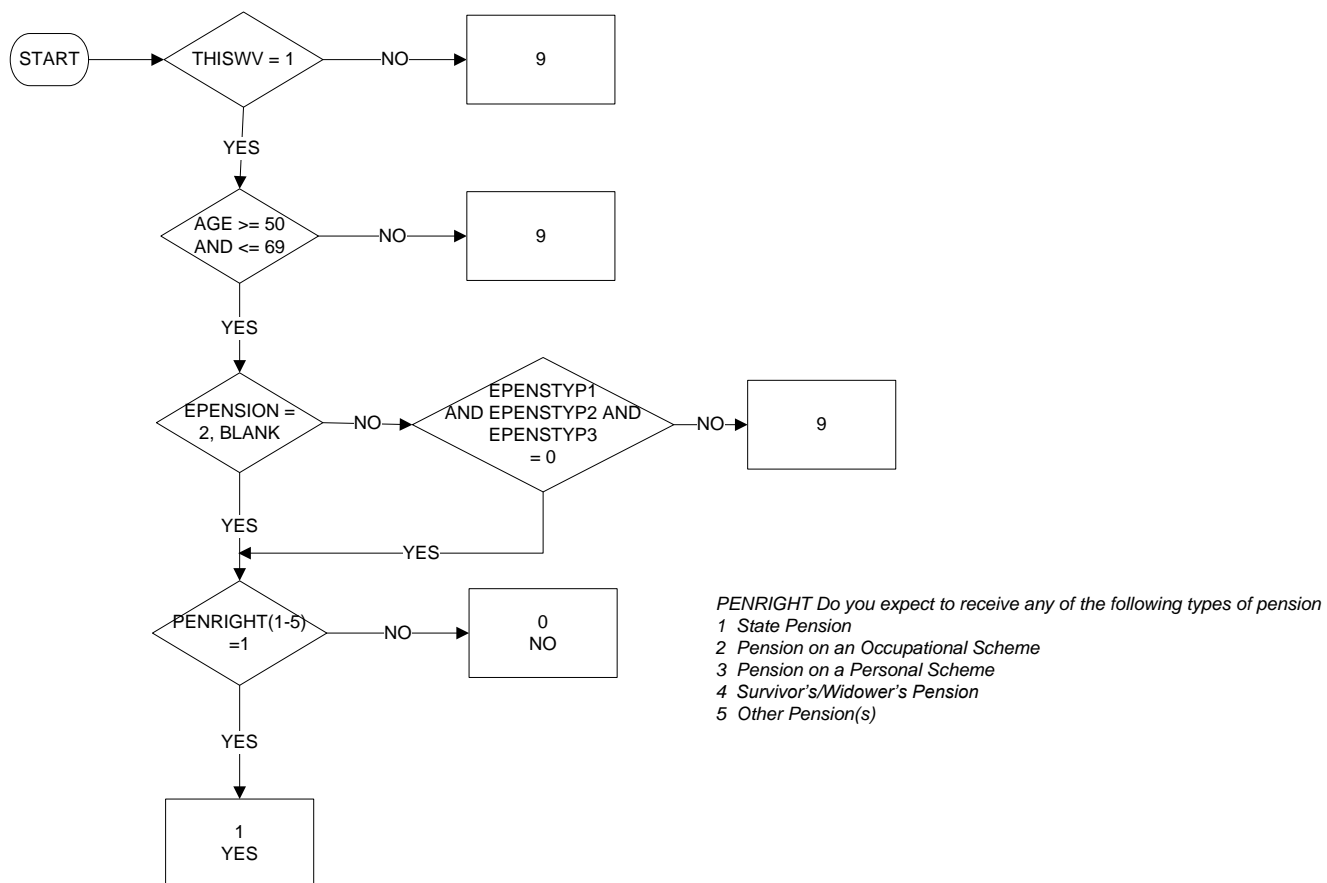 START
THISWV = 1
NO
9
YES
AGE >= 50
AND <= 69
NO
9
YES
EPENSION =
2, BLANK
NO
EPENSTYP1
AND EPENSTYP2 AND
EPENSTYP3
= 0
NO
9
YES
YES
PENRIGHT(1-5)
=1
NO
0
NO
YES
1
YES
PENRIGHT Do you expect to receive any of the following types of pension
1 State Pension
2 Pension on an Occupational Scheme
3 Pension on a Personal Scheme
4 Survivor's/Widower's Pension
5 Other Pension(s)